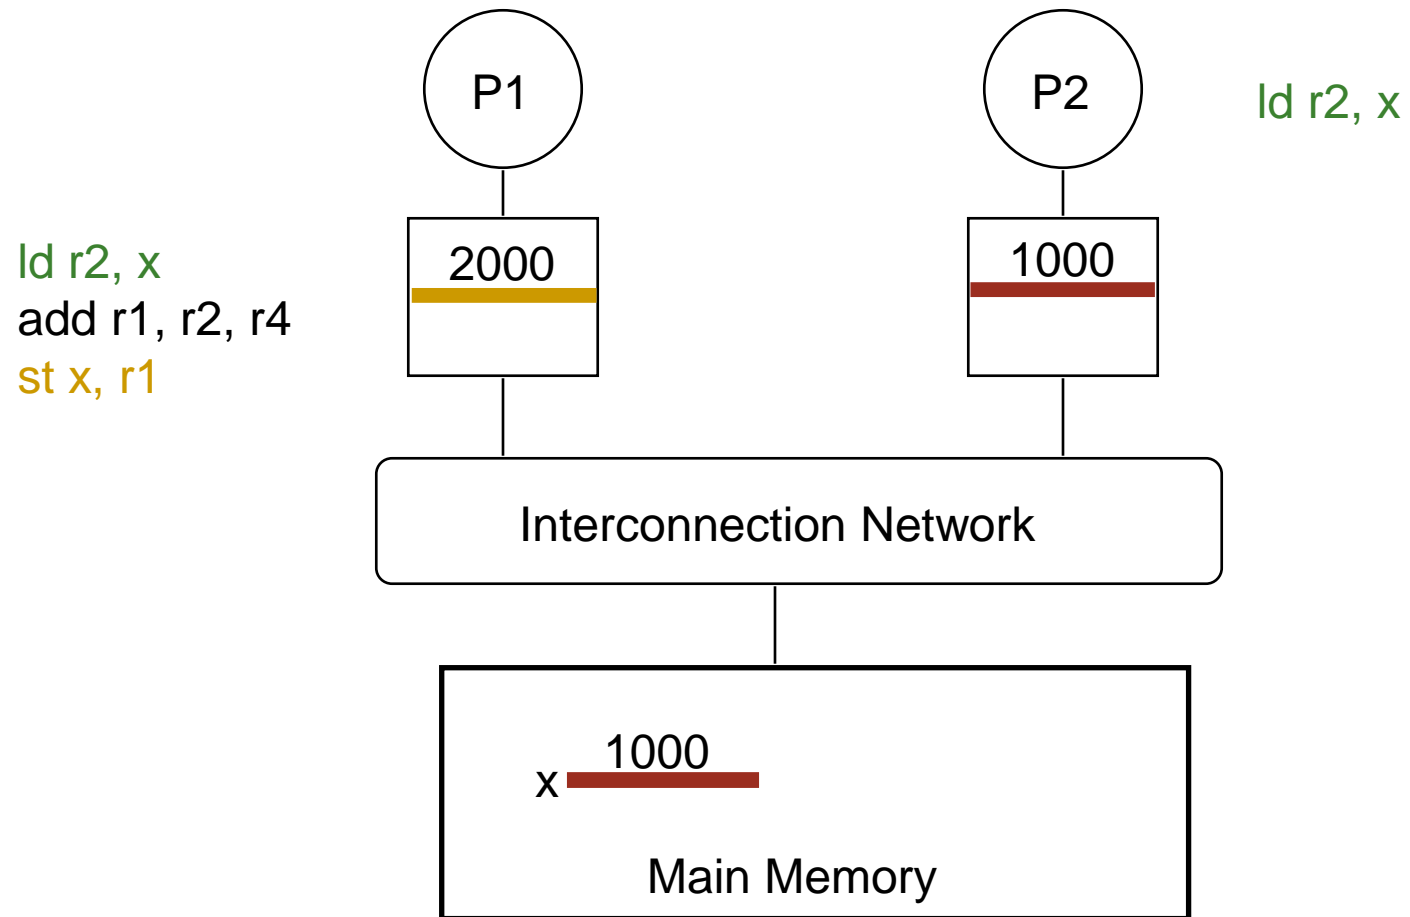 P1
P2
ld r2, x
ld r2, x
add r1, r2, r4
st x, r1
2000
1000
Interconnection Network
1000
x
Main Memory